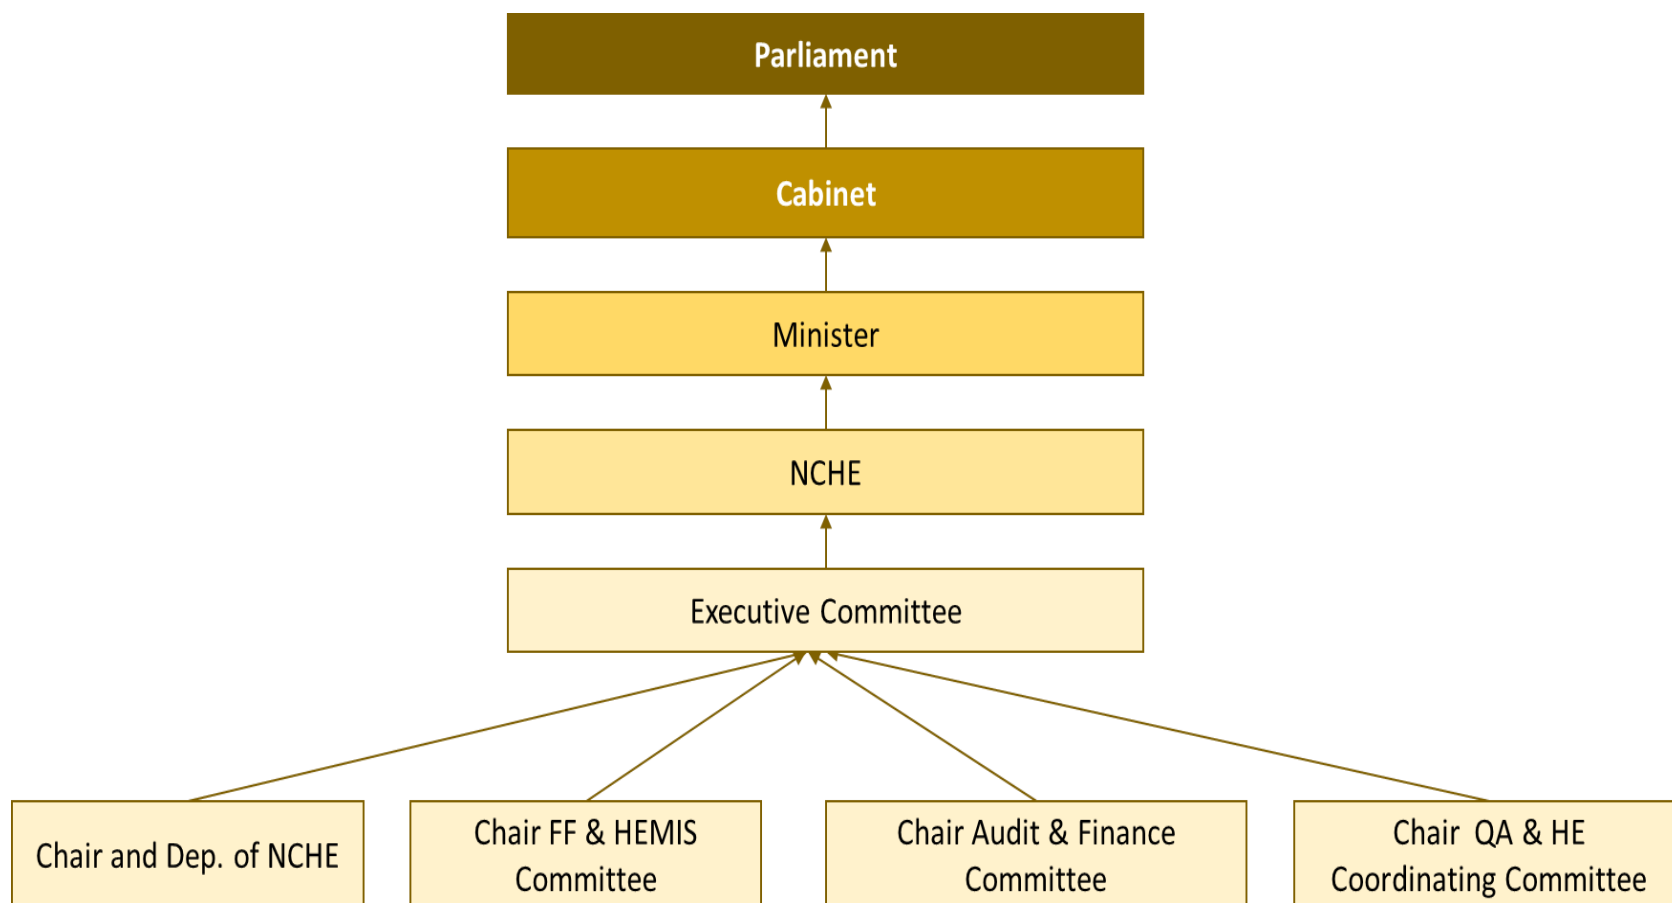 Parliament
Cabinet
Minister
NCHE
Executive Committee
Chair and Dep. of NCHE
Chair FF & HEMIS
Committee
Chair Audit & Finance
Committee
Chair QA & HE
Coordinating Committee